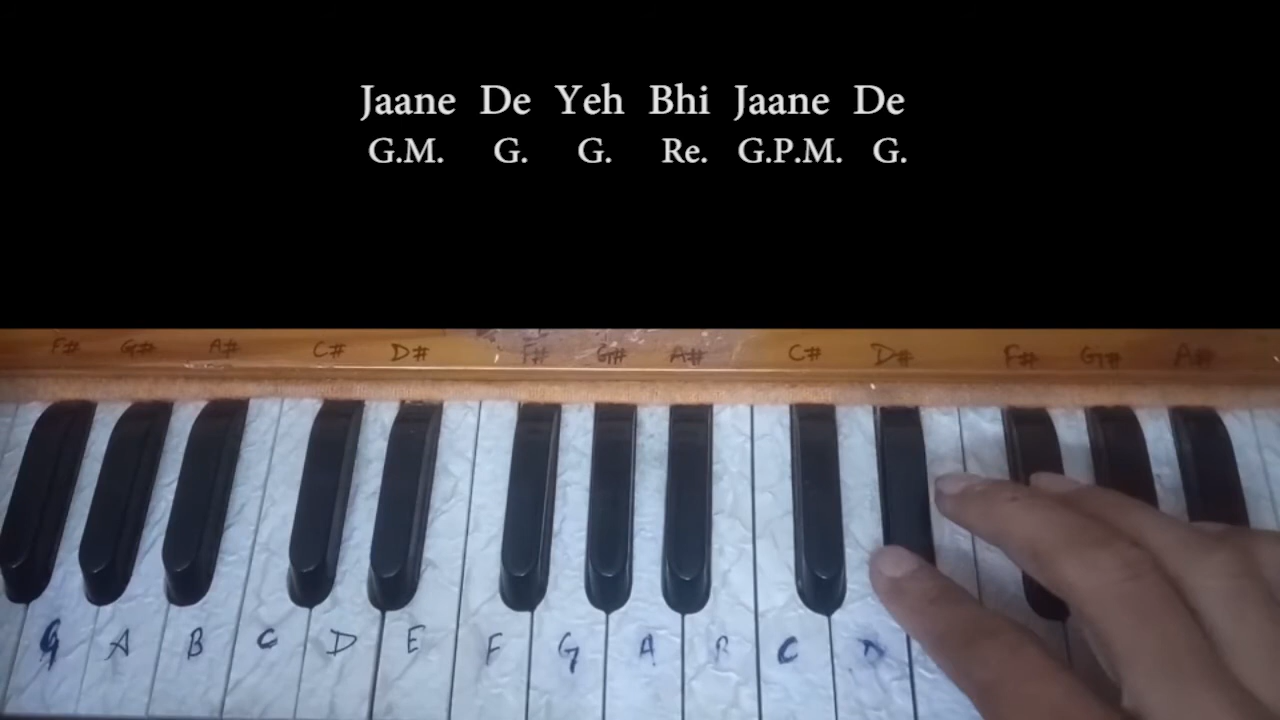 Jaane De Yeh Bhi Jaane De
G.M. G. G. Re. G.P.M. G.
F# G# A# C# D# F# G# A# C# D# F# G# A#
G A B C D E F G A B C D